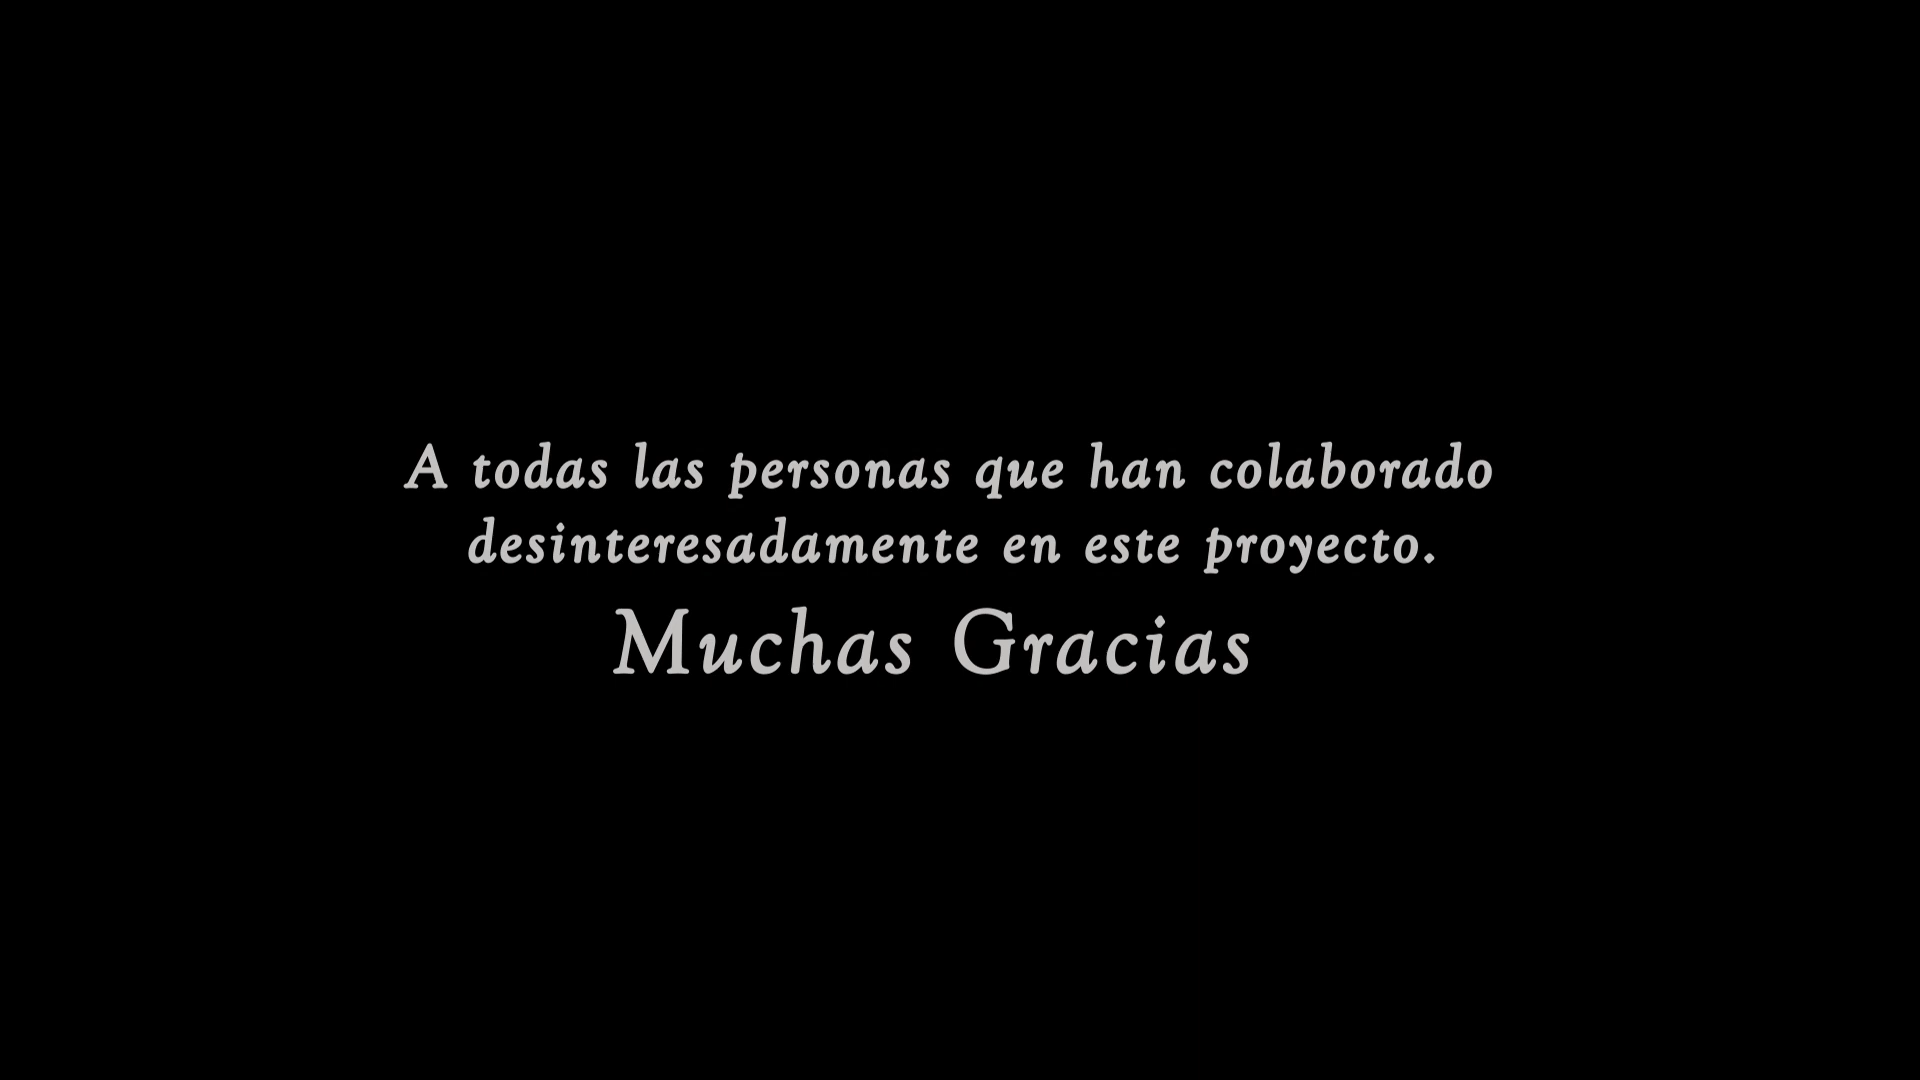 A todas las personas que han colaborado
desinteresadamente en este proyecto.
Muchas Gracias